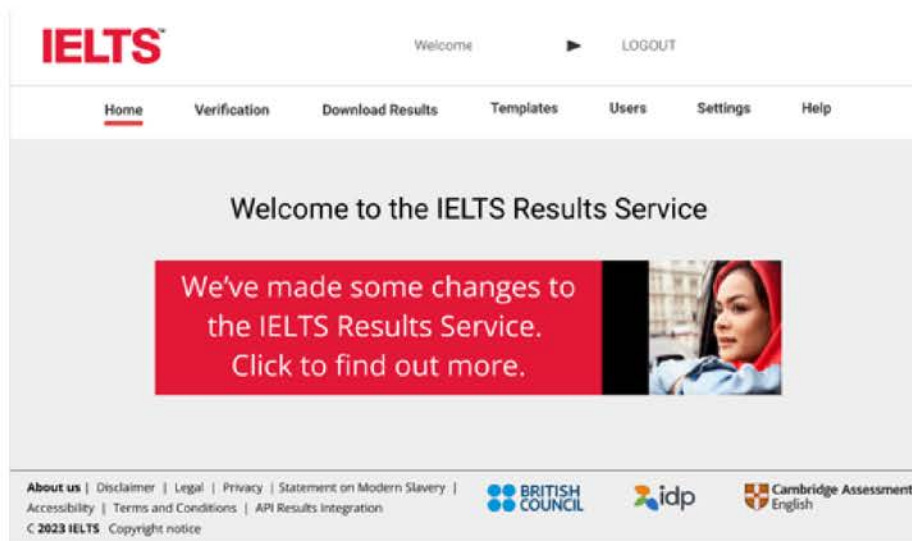 IELTS™
Welcome ▶ LOGOUT
Home Verification Download Results Templates Users Settings Help
Welcome to the IELTS Results Service
We've made some changes to
the IELTS Results Service.
Click to find out more.
About us | Disclaimer | Legal | Privacy | Statement on Modern Slavery |
Accessibility | Terms and Conditions | API Results Integration
C 2023 IELTS Copyright notice
BRITISH
COUNCIL
idp
Cambridge Assessment
English